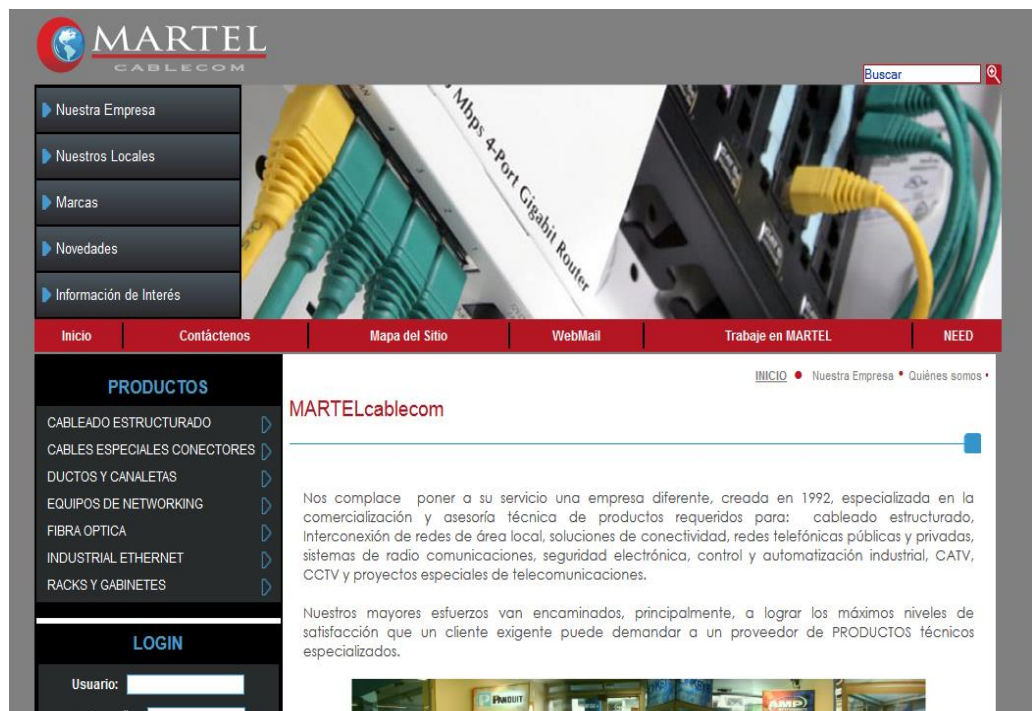 MARTEL
CABLECOM
Buscar
Nuestra Empresa
Nuestros Locales
Marcas
Novedades
Información de Interés
Mbps 4-Port Gigabit Router
Inicio
Contáctenos
Mapa del Sitio
WebMail
Trabaje en MARTEL
NEED
PRODUCTOS
CABLEADO ESTRUCTURADO
CABLES ESPECIALES CONECTORES
DUCTOS Y CANALETAS
EQUIPOS DE NETWORKING
FIBRA OPTICA
INDUSTRIAL ETHERNET
RACKS Y GABINETES
LOGIN
Usuario:
INICIO • Nuestra Empresa • Quiénes somos •
MARTELcablecom
Nos complace poner a su servicio una empresa diferente, creada en 1992, especializada en la
comercialización y asesoría técnica de productos requeridos para: cableado estructurado,
Interconexión de redes de área local, soluciones de conectividad, redes telefónicas públicas y privadas,
sistemas de radio comunicaciones, seguridad electrónica, control y automatización industrial, CATV,
CCTV y proyectos especiales de telecomunicaciones.
Nuestros mayores esfuerzos van encaminados, principalmente, a lograr los máximos niveles de
satisfacción que un cliente exigente puede demandar a un proveedor de PRODUCTOS técnicos
especializados.
PANDUIT
AMP